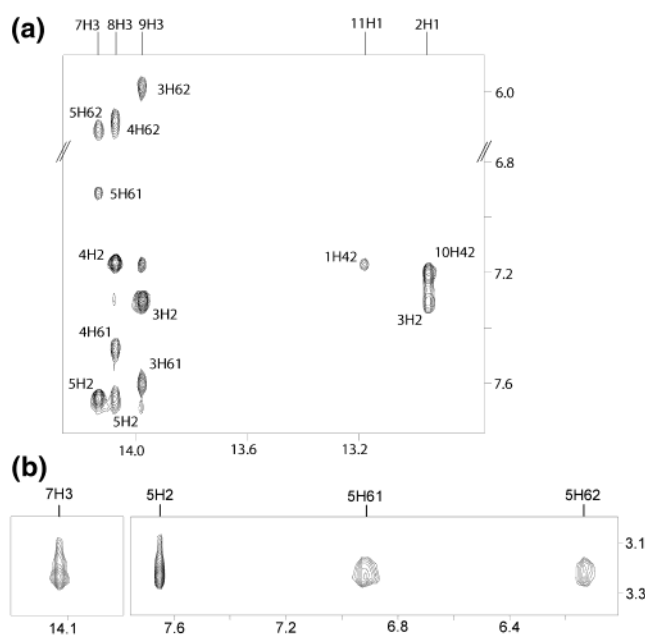 (a)
7H3 8H3 9H3 11H1 2H1
6.0
3H62
5H62
4H62
6.8
5H61
4H2 1H42 10H42
7.2
3H2 3H2
4H61
3H61
7.6
5H2
5H2
14.0 13.6 13.2
(b)
7H3 5H2 5H61 5H62
3.1
3.3
14.1 7.6 7.2 6.8 6.4